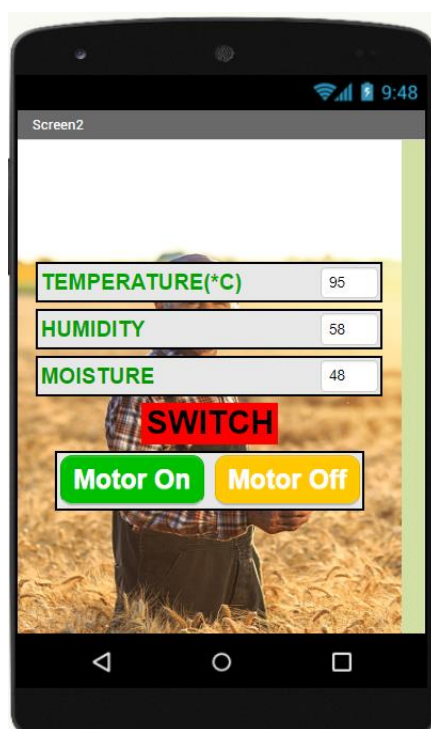 9:48
Screen2
TEMPERATURE(*C) 95
HUMIDITY 58
MOISTURE 48
SWITCH
Motor On Motor Off